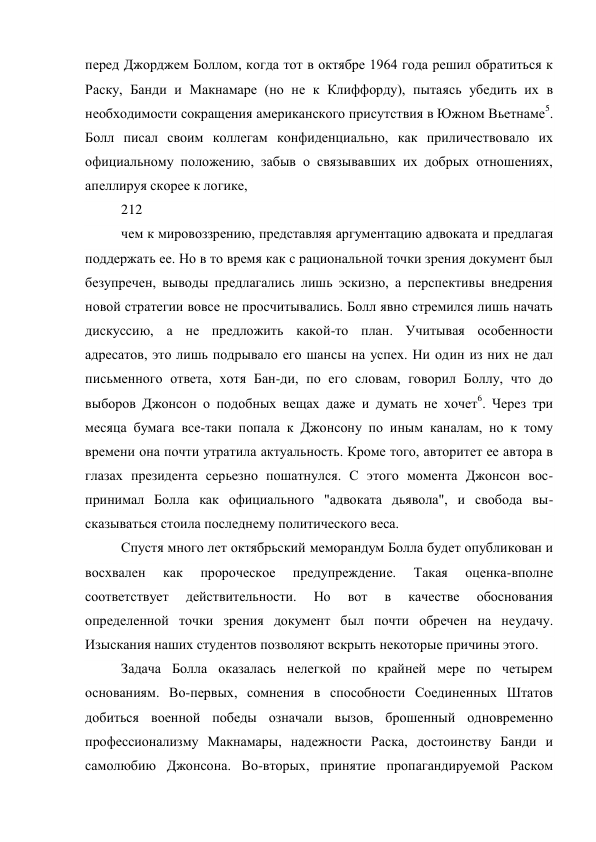 перед Джорджем Боллом, когда тот в октябре 1964 года решил обратиться к
Раску, Банди и Макнамаре (но не к Клиффорду), пытаясь убедить их в
необходимости сокращения американского присутствия в Южном Вьетнаме5.
Болл писал своим коллегам конфиденциально, как приличествовало их
официальному положению, забыв о связывавших их добрых отношениях,
апеллируя скорее к логике,
212
чем к мировоззрению, представляя аргументацию адвоката и предлагая
поддержать ее. Но в то время как с рациональной точки зрения документ был
безупречен, выводы предлагались лишь эскизно, а перспективы внедрения
новой стратегии вовсе не просчитывались. Болл явно стремился лишь начать
дискуссию, а не предложить какой-то план. Учитывая особенности
адресатов, это лишь подрывало его шансы на успех. Ни один из них не дал
письменного ответа, хотя Бан-ди, по его словам, говорил Боллу, что до
выборов Джонсон о подобных вещах даже и думать не хочет6. Через три
месяца бумага все-таки попала к Джонсону по иным каналам, но к тому
времени она почти утратила актуальность. Кроме того, авторитет ее автора в
глазах президента серьезно пошатнулся. С этого момента Джонсон вос-
принимал Болла как официального "адвоката дьявола", и свобода вы-
сказываться стоила последнему политического веса.
Спустя много лет октябрьский меморандум Болла будет опубликован и
восхвален как пророческое предупреждение. Такая оценка-вполне
соответствует действительности. Но вот в качестве обоснования
определенной точки зрения документ был почти обречен на неудачу.
Изыскания наших студентов позволяют вскрыть некоторые причины этого.
Задача Болла оказалась нелегкой по крайней мере по четырем
основаниям. Во-первых, сомнения в способности Соединенных Штатов
добиться военной победы означали вызов, брошенный одновременно
профессионализму Макнамары, надежности Раска, достоинству Банди и
самолюбию Джонсона. Во-вторых, принятие пропагандируемой Раском